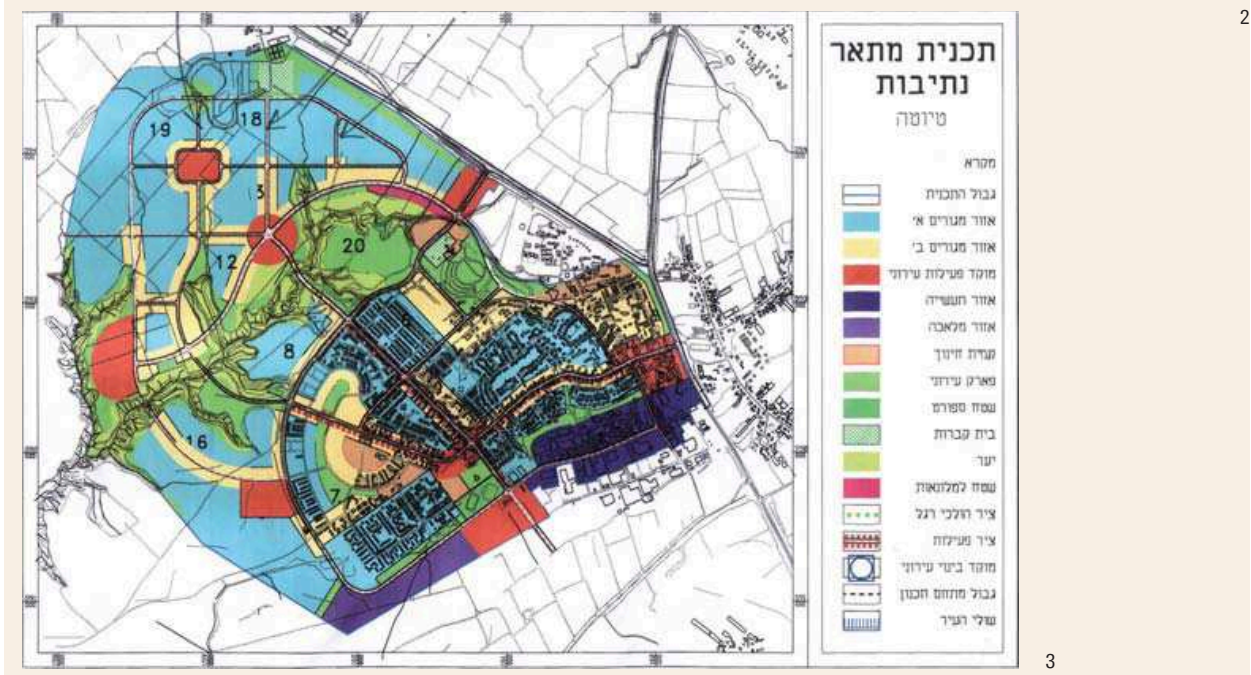 2
תכנית מתאר
נתיבות
טיוטה
מקרא
גבול התכנית
אזור מגורים א'
אזור מגורים ב'
מוקד פעילות עירוני
אזור תעשייה
אזור מלאכה
קמית חינוך
פארק עירוני
שטח ספורט
בית קברות
יער
שטח למלונאות
ציר הולכי רגל
ציר פעילות
מוקד בינוי עירוני
גבול מתחם תכנון
שולי העיר
19
18
3
20
12
8
16
7
3